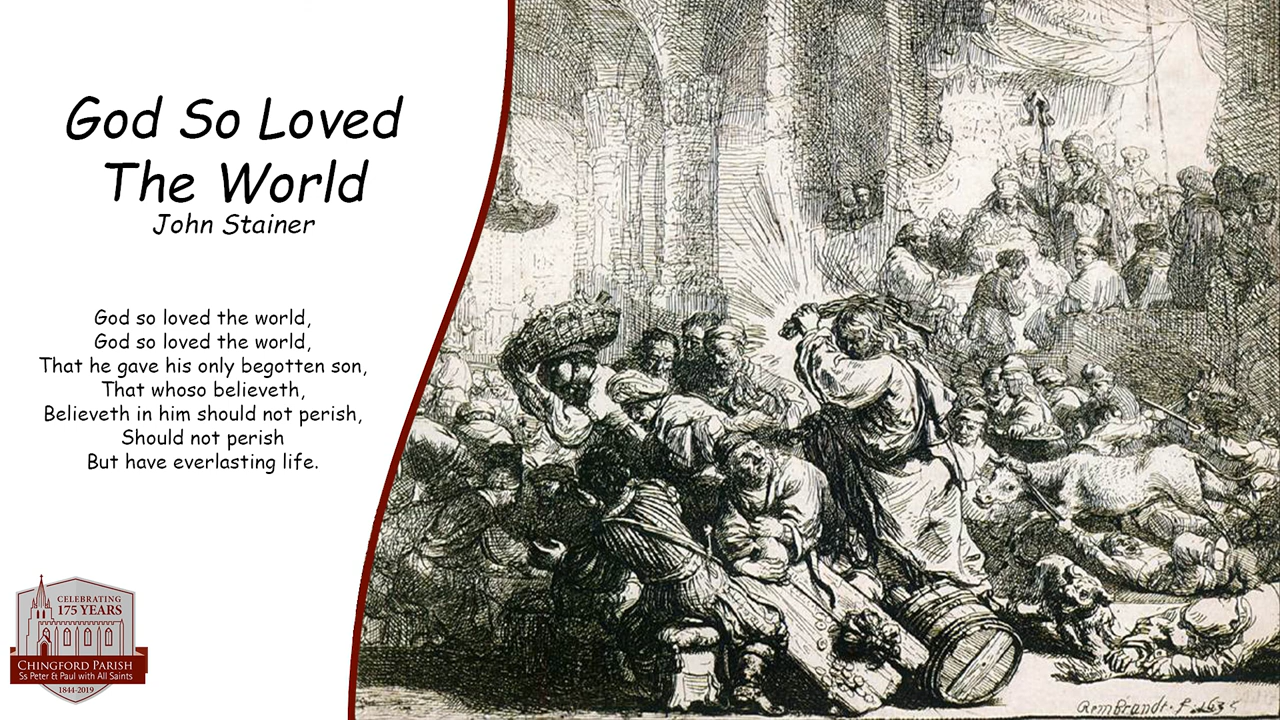 God So Loved
The World
John Stainer
God so loved the world,
God so loved the world,
That he gave his only begotten son,
That whoso believeth,
Believeth in him should not perish,
Should not perish
But have everlasting life.
CELEBRATING
175 YEARS
CHINGFORD PARISH
Ss Peter & Paul with All Saints
1844-2019
Rembrandt. f. 1635